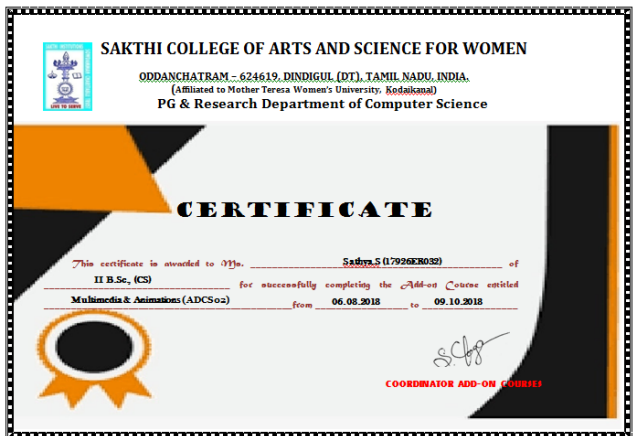 SAKTHI COLLEGE OF ARTS AND SCIENCE FOR WOMEN
ODDANCHATRAM – 624619. DINDIGUL (DT). TAMIL NADU. INDIA.
(Affiliated to Mother Teresa Women's University, Kodaikanal)
PG & Research Department of Computer Science
CERTIFICATE
This certificate is awarded to Ms. Sathya.S (17926ER032) of
II B.Sc., (CS) for successfully completing the Add-on Course entitled
Multimedia & Animations (ADCS02) from 06.08.2018 to 09.10.2018
COORDINATOR ADD-ON COURSES